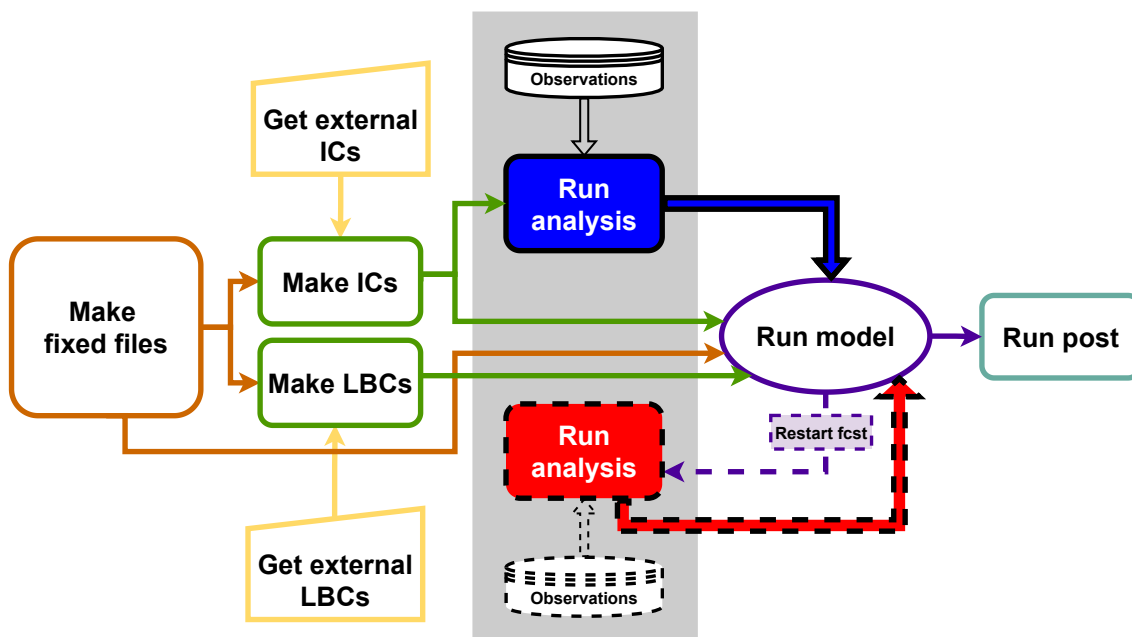 Observations
Get external
ICs
Run
analysis
Make
fixed files
Make ICs
Make LBCs
Run model
Run post
Restart fcst
Run
analysis
Get external
LBCs
Observations